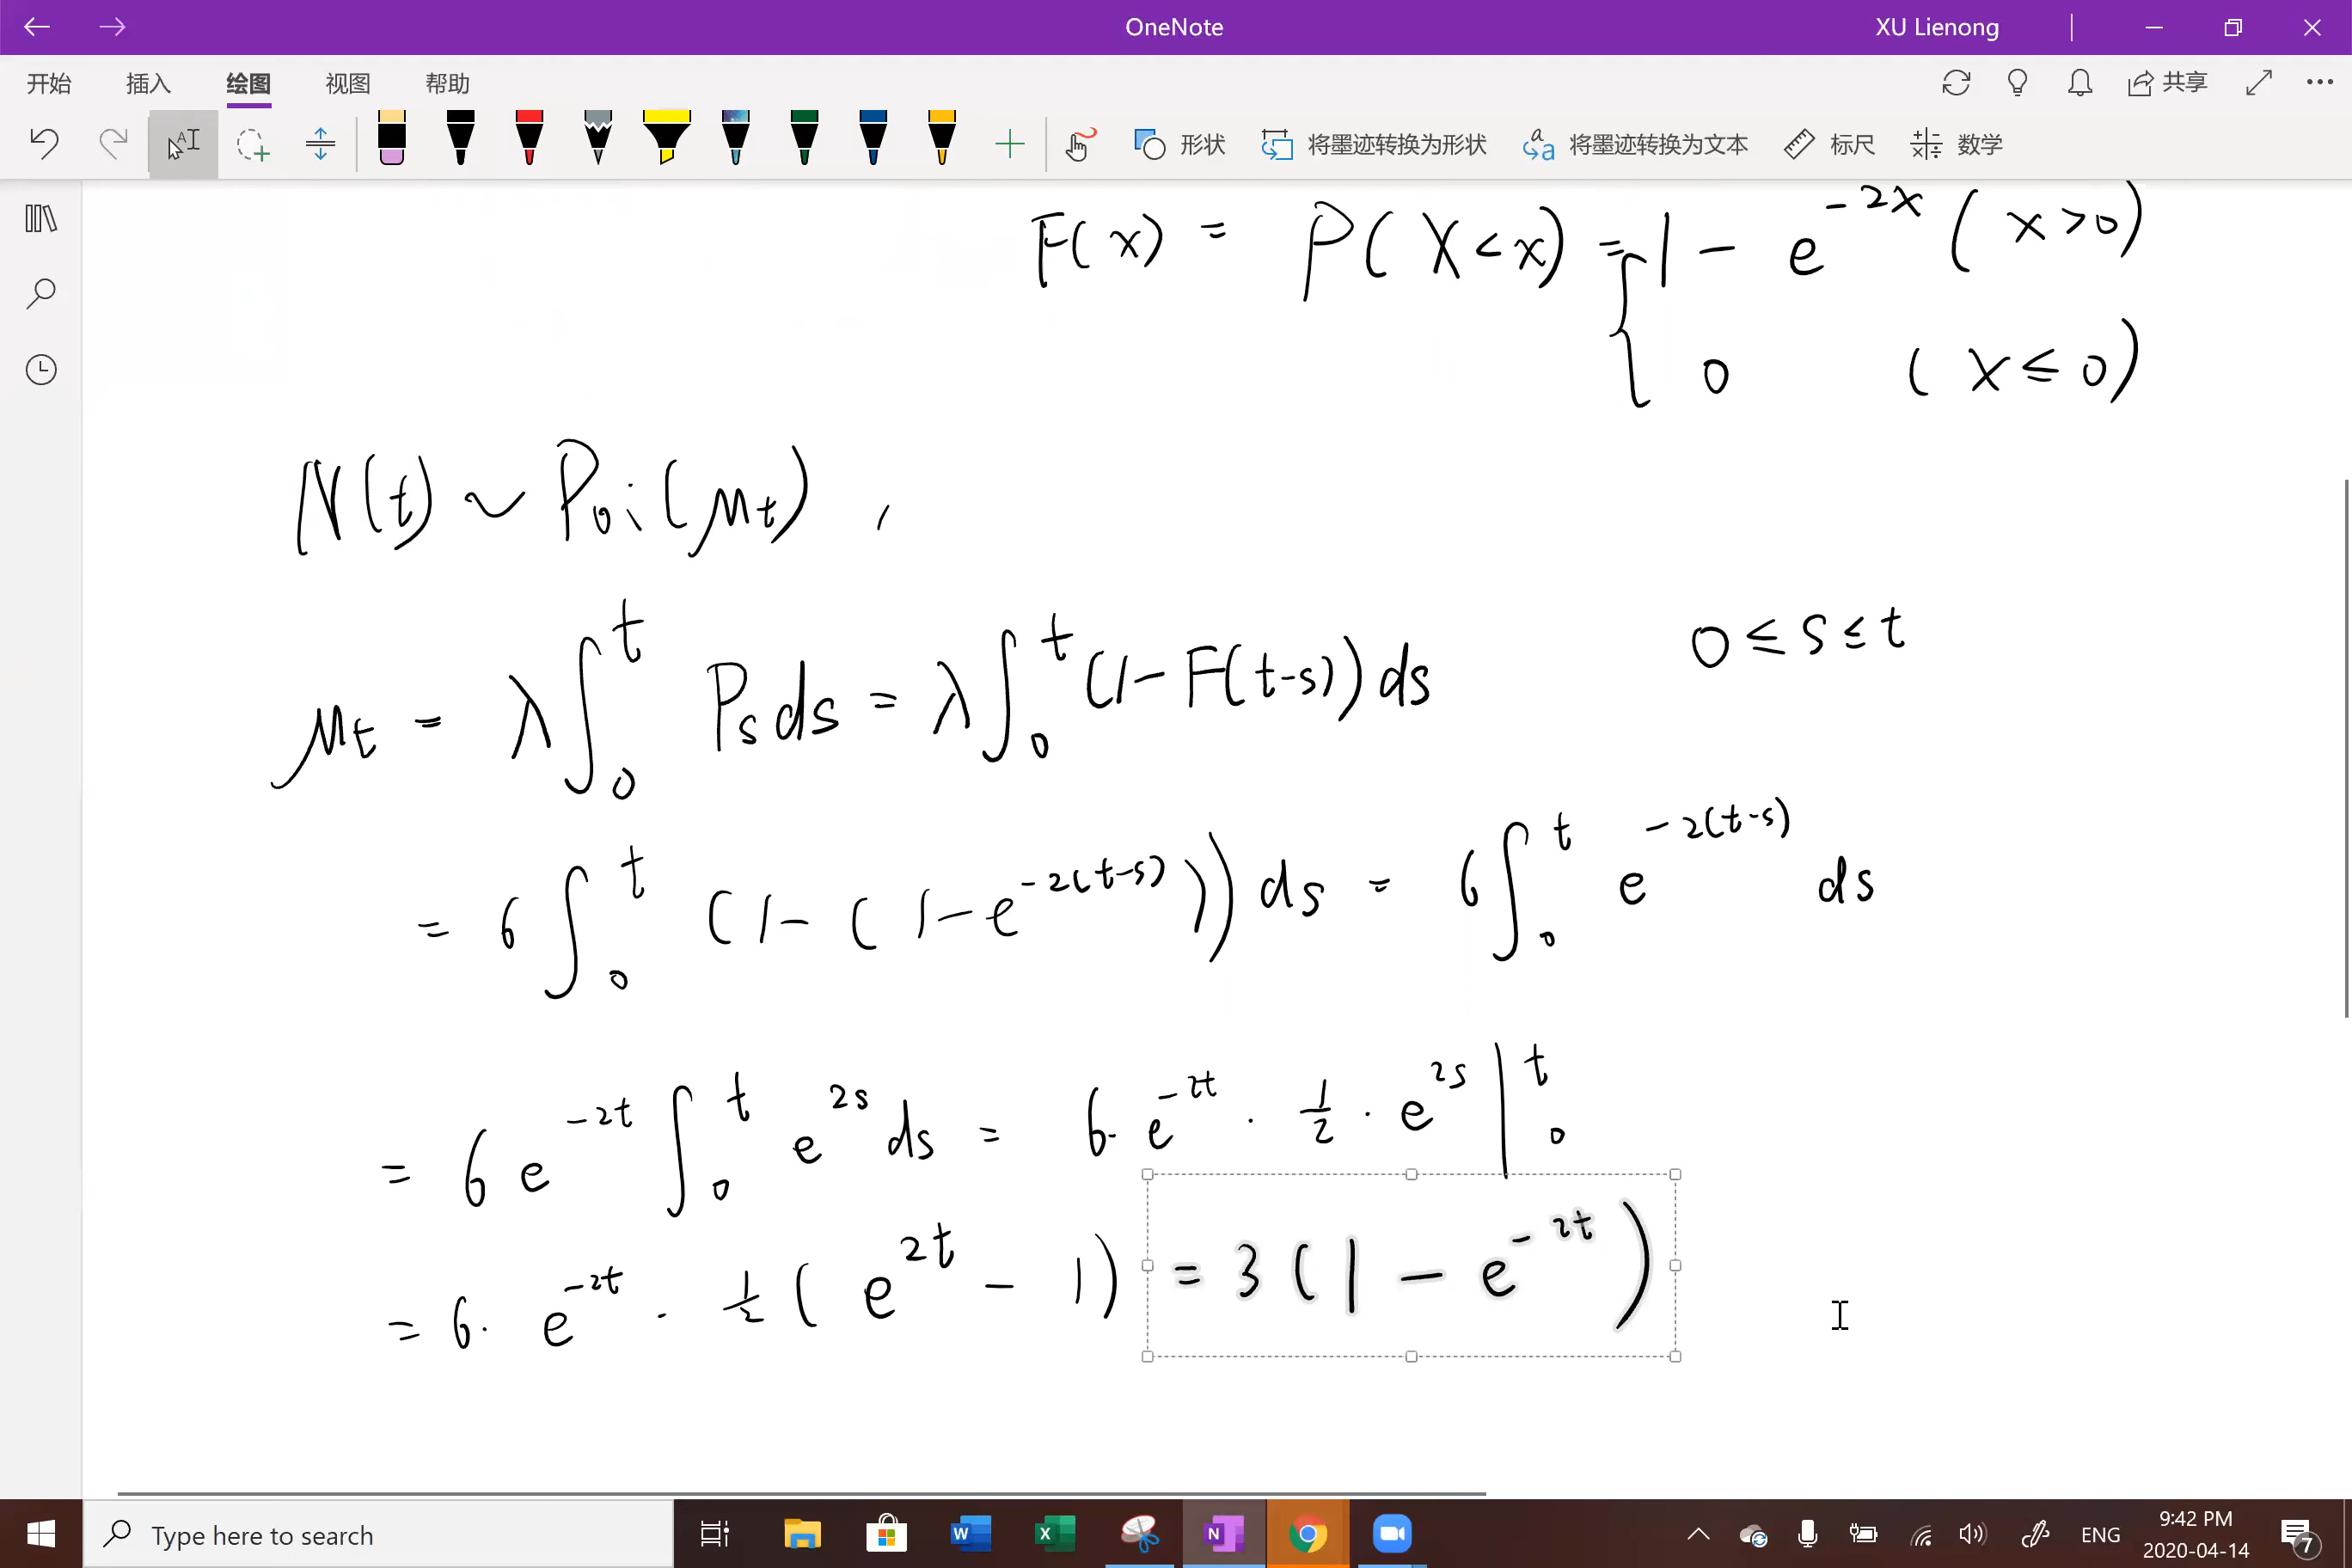 OneNote
XU Lienong
开始 插入 绘图 视图 帮助
共享
形状 将墨迹转换为形状 将墨迹转换为文本 标尺 数学
F(x) = P(X<x) = { 1 - e^{-2x} (x>0)
0 (x≤0)
N(t) ~ Poi(μt) ,
μt = λ∫_0^t Ps ds = λ∫_0^t (1-F(t-s)) ds 0≤s≤t
= 6∫_0^t (1-(1-e^{-2(t-s)})) ds = 6∫_0^t e^{-2(t-s)} ds
= 6e^{-2t} ∫_0^t e^{2s} ds = 6·e^{-2t} · 1/2 · e^{2s} |_0^t
= 6· e^{-2t} · 1/2 (e^{2t} - 1) = 3(1-e^{-2t})
Type here to search
ENG
9:42 PM
2020-04-14
7